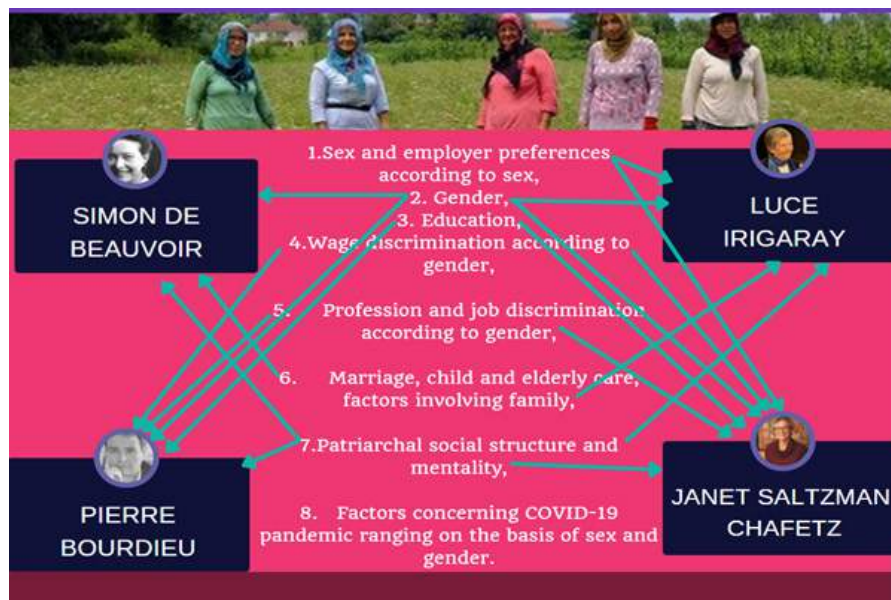 SIMON DE
BEAUVOIR
1.Sex and employer preferences
according to sex,
2. Gender,
3. Education,
4.Wage discrimination according to
gender,
5. Profession and job discrimination
according to gender,
6. Marriage, child and elderly care,
factors involving family,
7.Patriarchal social structure and
mentality,
8. Factors concerning COVID-19
pandemic ranging on the basis of sex and
gender.
LUCE
IRIGARAY
PIERRE
BOURDIEU
JANET SALTZMAN
CHAFETZ